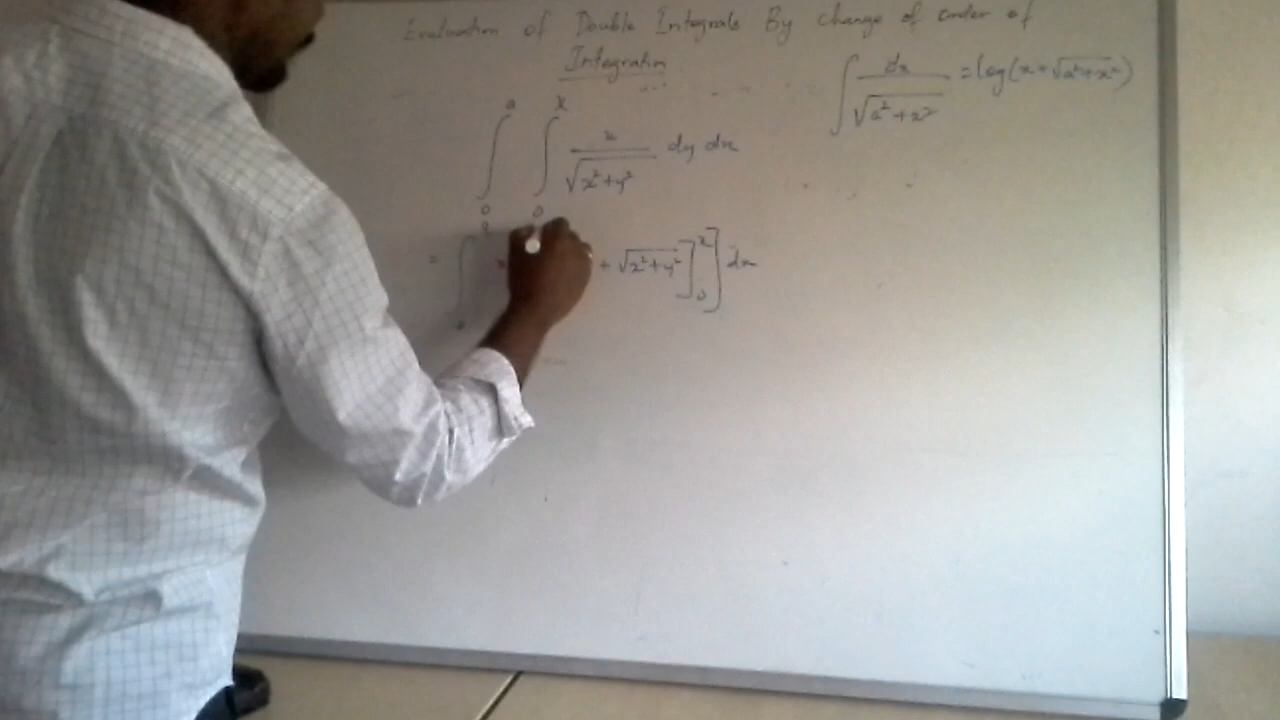 Evaluation of Double Integrals By change of order of
Integration
∫ dx / √(a²+x²) = log(x+√(a²+x²))
∫₀ᵃ ∫₀ˣ x / √(x²+y²) dy dx
= ∫ x + √(x²+y²)]₀ˣ] dx